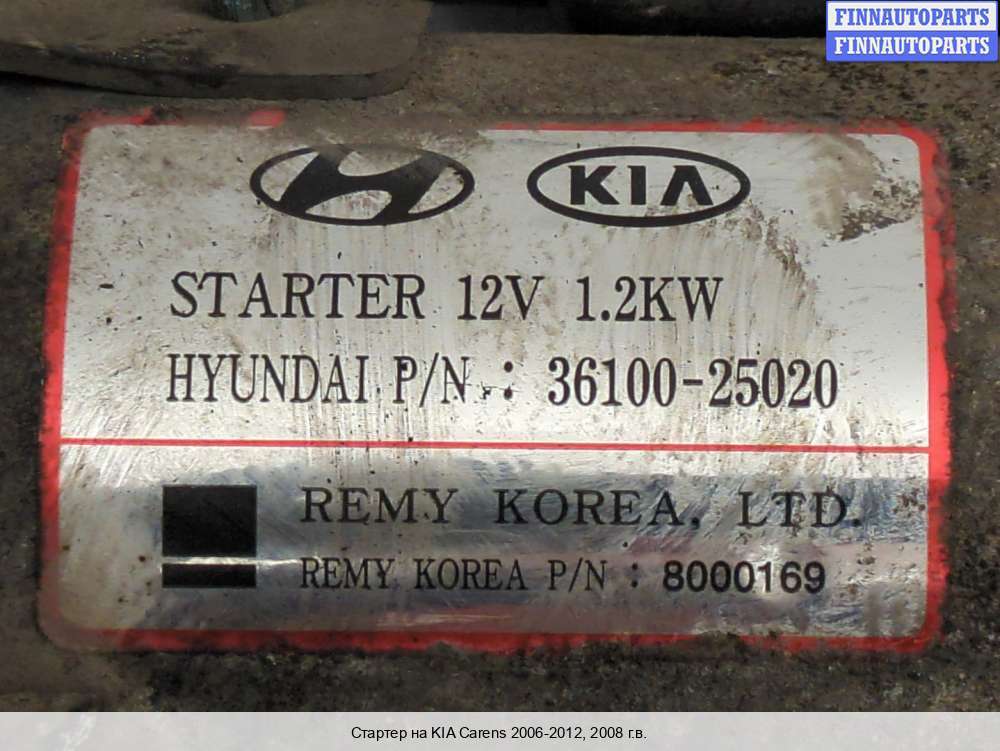 FINNAUTOPARTS
FINNAUTOPARTS
KIA
STARTER 12V 1.2KW
HYUNDAI P/N : 36100-25020
REMY KOREA, LTD.
REMY KOREA P/N : 8000169
Стартер на KIA Carens 2006-2012, 2008 г.в.